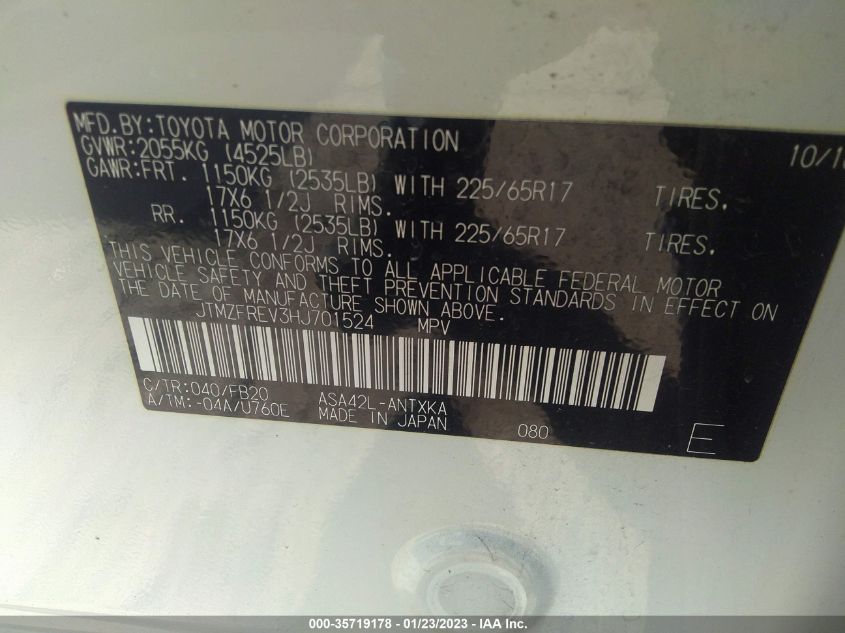 MFD.BY:TOYOTA MOTOR CORPORATION 10/1
GVWR:2055KG (4525LB)
GAWR:FRT. 1150KG (2535LB) WITH 225/65R17 TIRES.
17X6 1/2J RIMS.
RR. 1150KG (2535LB) WITH 225/65R17 TIRES.
17X6 1/2J RIMS.
THIS VEHICLE CONFORMS TO ALL APPLICABLE FEDERAL MOTOR
VEHICLE SAFETY AND THEFT PREVENTION STANDARDS IN EFFECT ON
THE DATE OF MANUFACTURE SHOWN ABOVE.
JTMZFREV3HJ701524 MPV
C/TR:040/FB20 ASA42L-ANTXKA
A/TM:-04A/U760E MADE IN JAPAN 080 E
000-35719178 - 01/23/2023 - IAA Inc.